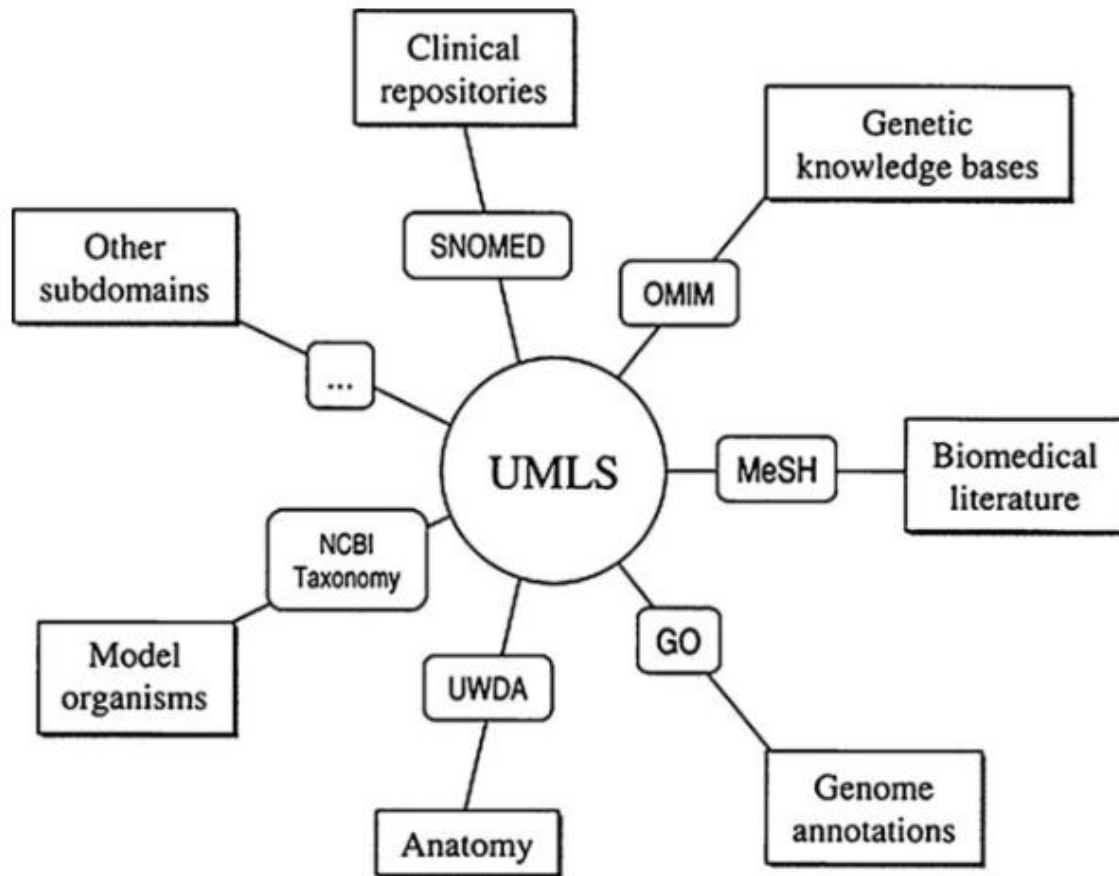 Clinical
repositories
Genetic
knowledge bases
SNOMED
Other
subdomains
OMIM
...
UMLS
MeSH
Biomedical
literature
NCBI
Taxonomy
GO
Model
organisms
UWDA
Genome
annotations
Anatomy